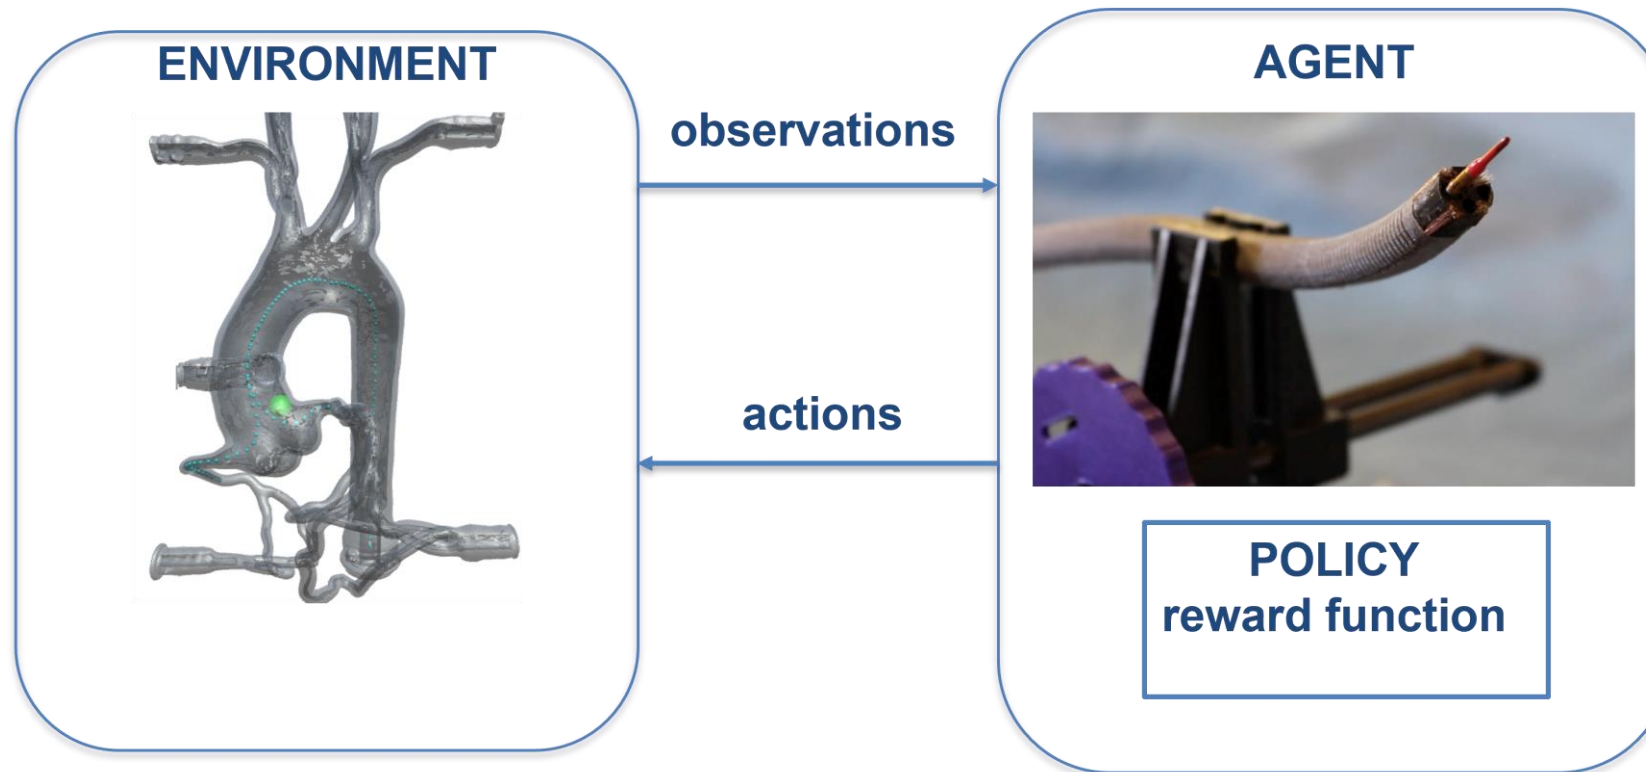 ENVIRONMENT
observations
actions
AGENT
POLICY
reward function